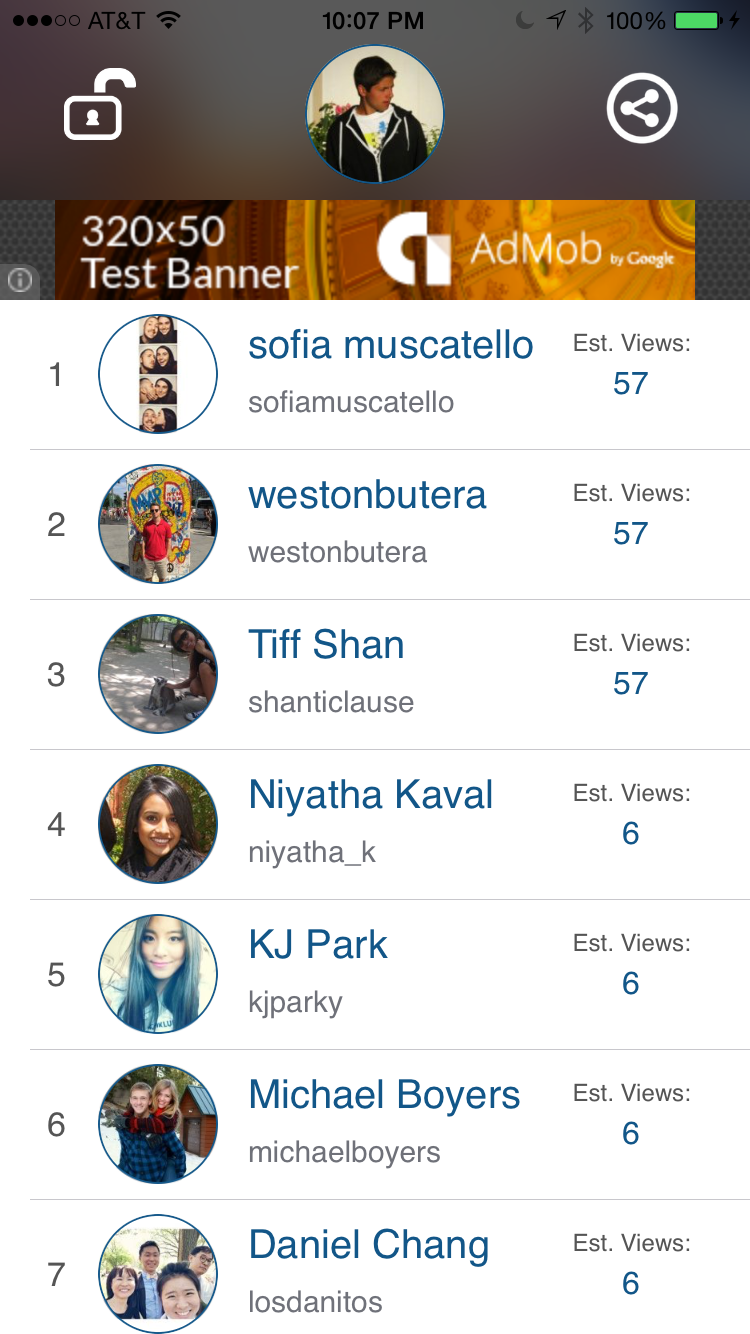 AT&T 10:07 PM 100%
320x50
Test Banner
AdMob by Google
1
sofia muscatello
sofiamuscatello
Est. Views:
57
2
westonbutera
westonbutera
Est. Views:
57
3
Tiff Shan
shanticlause
Est. Views:
57
4
Niyatha Kaval
niyatha_k
Est. Views:
6
5
KJ Park
kjparky
Est. Views:
6
6
Michael Boyers
michaelboyers
Est. Views:
6
7
Daniel Chang
losdanitos
Est. Views:
6